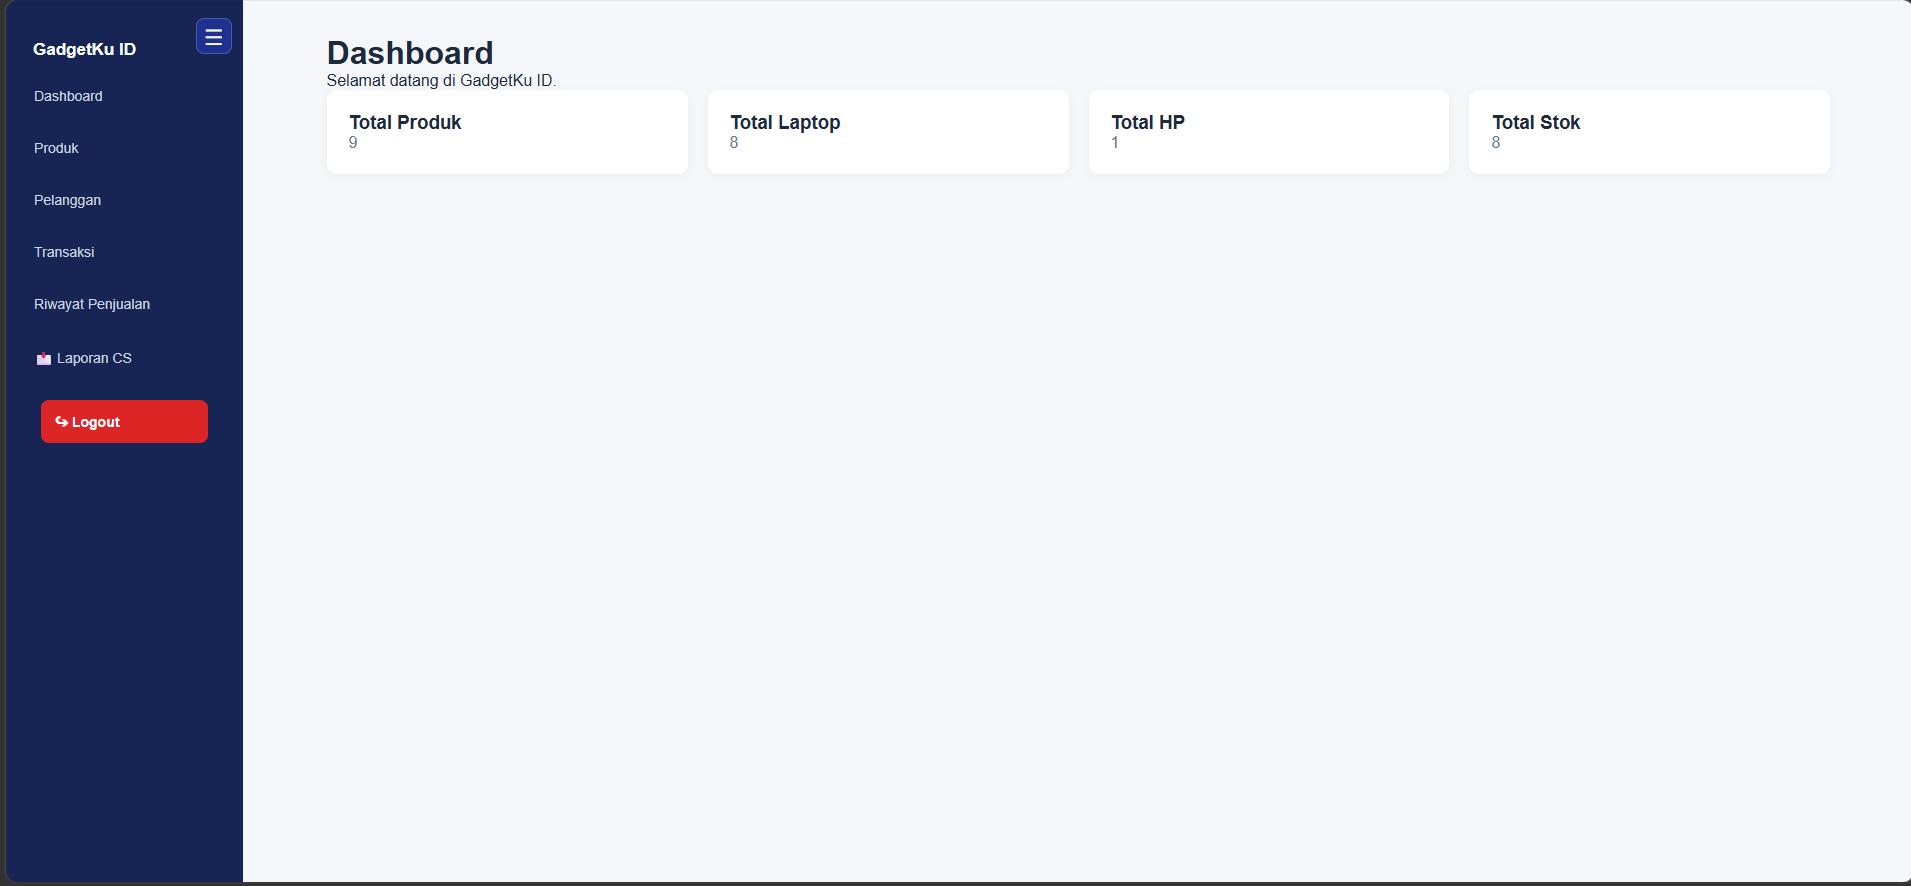 GadgetKu ID
Dashboard
Produk
Pelanggan
Transaksi
Riwayat Penjualan
Laporan CS
Logout
Dashboard
Selamat datang di GadgetKu ID.
Total Produk
9
Total Laptop
8
Total HP
1
Total Stok
8